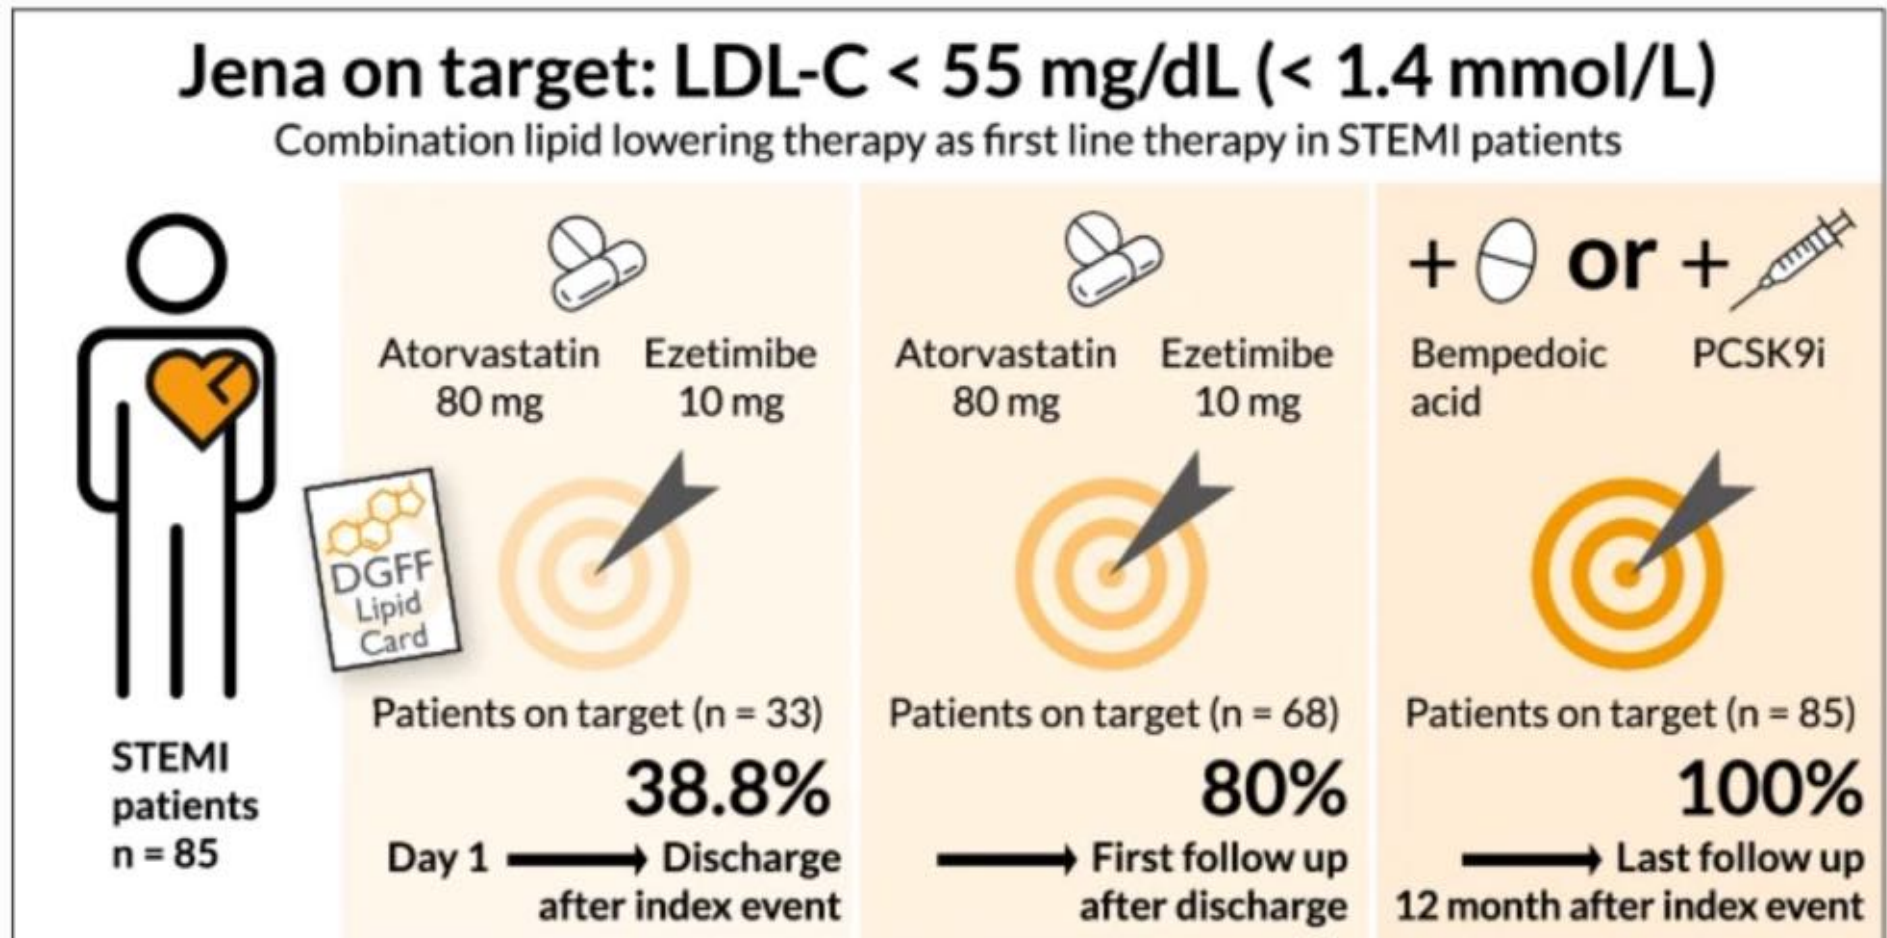 Jena on target: LDL-C < 55 mg/dL (< 1.4 mmol/L)
Combination lipid lowering therapy as first line therapy in STEMI patients
STEMI
patients
n = 85
DGFF
Lipid
Card
Atorvastatin
80 mg
Ezetimibe
10 mg
Patients on target (n = 33)
38.8%
Day 1
Discharge
after index event
Atorvastatin
80 mg
Ezetimibe
10 mg
Patients on target (n = 68)
80%
First follow up
after discharge
+ or +
Bempedoic
acid
PCSK9i
Patients on target (n = 85)
100%
Last follow up
12 month after index event